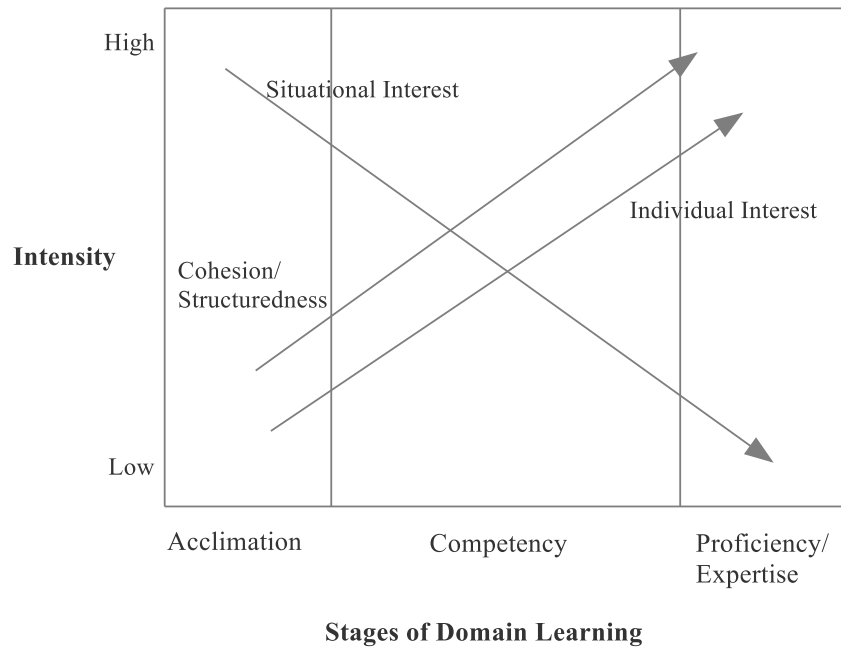 High
Situational Interest
Individual Interest
Intensity
Cohesion/
Structuredness
Low
Acclimation
Competency
Proficiency/
Expertise
Stages of Domain Learning